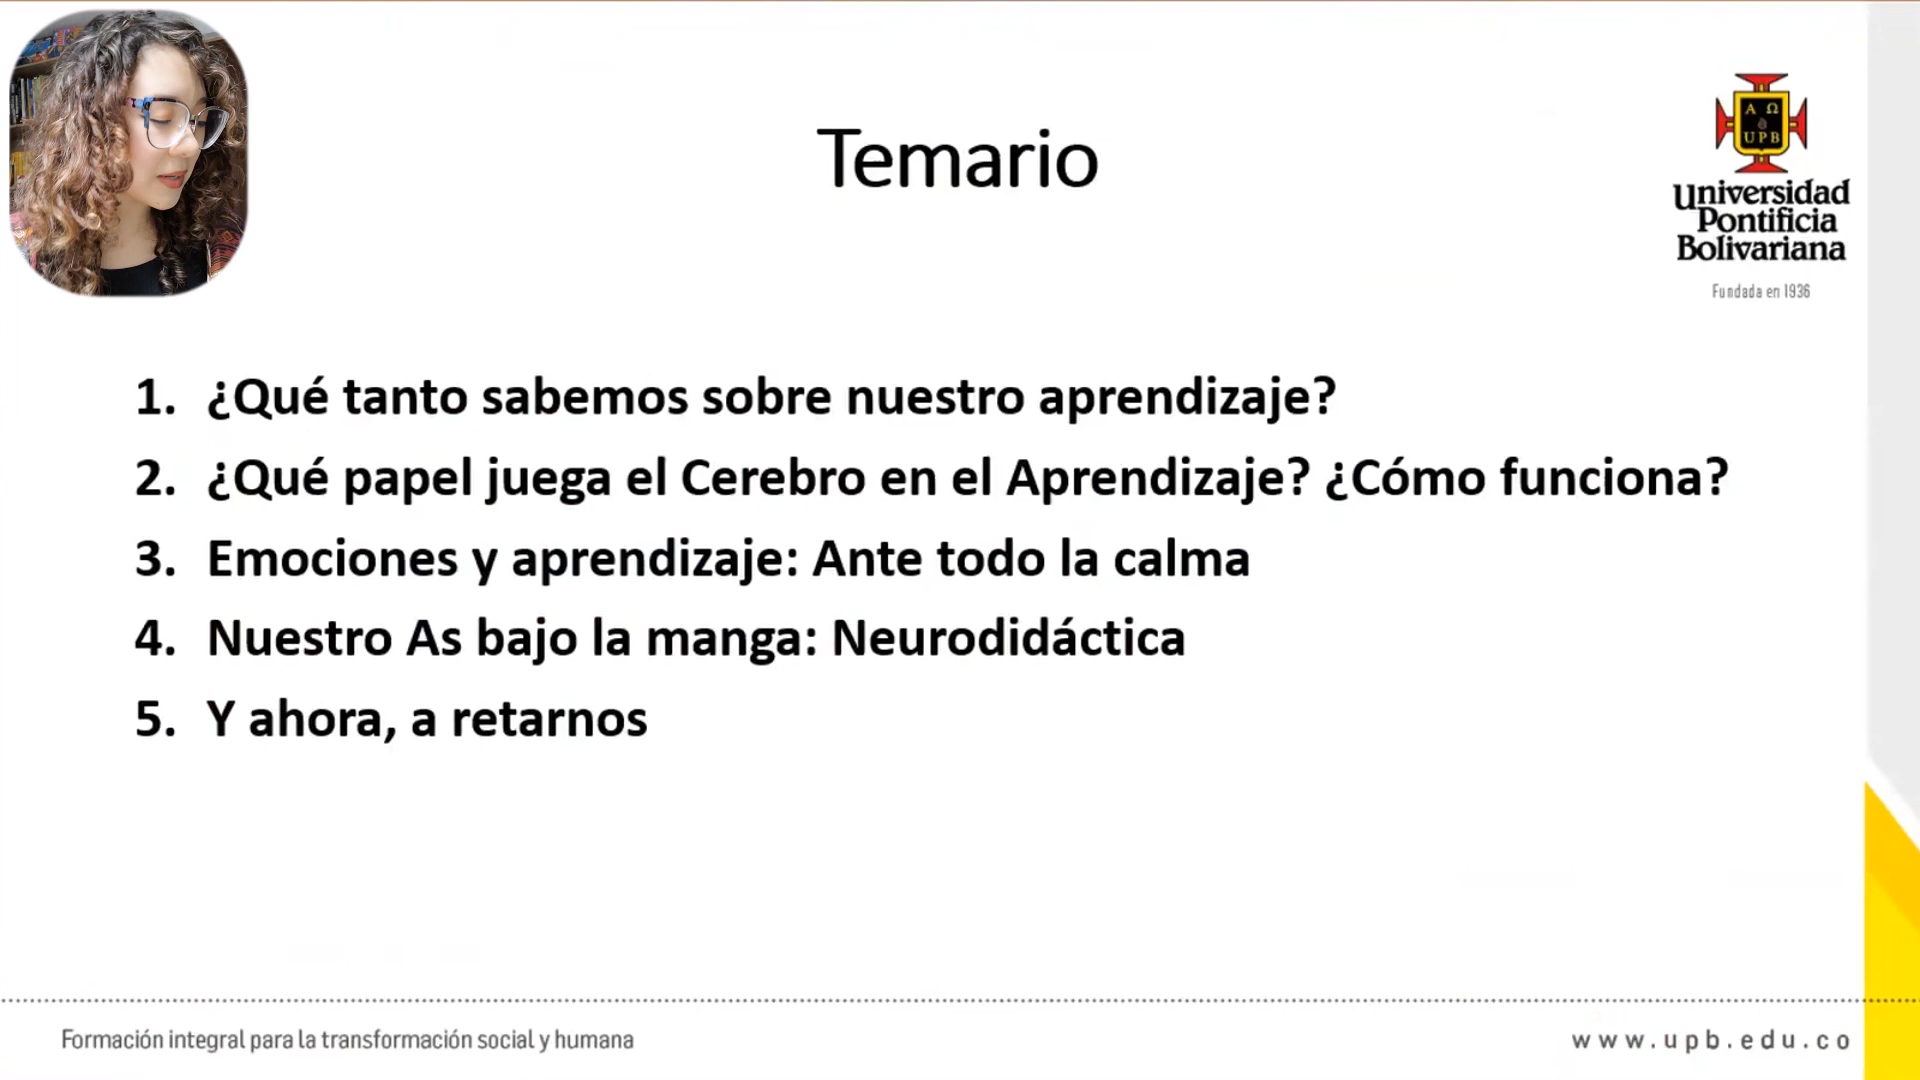 Temario
Α Ω
UPB
Universidad
Pontificia
Bolivariana
Fundada en 1936
1. ¿Qué tanto sabemos sobre nuestro aprendizaje?
2. ¿Qué papel juega el Cerebro en el Aprendizaje? ¿Cómo funciona?
3. Emociones y aprendizaje: Ante todo la calma
4. Nuestro As bajo la manga: Neurodidáctica
5. Y ahora, a retarnos
Formación integral para la transformación social y humana
www.upb.edu.co